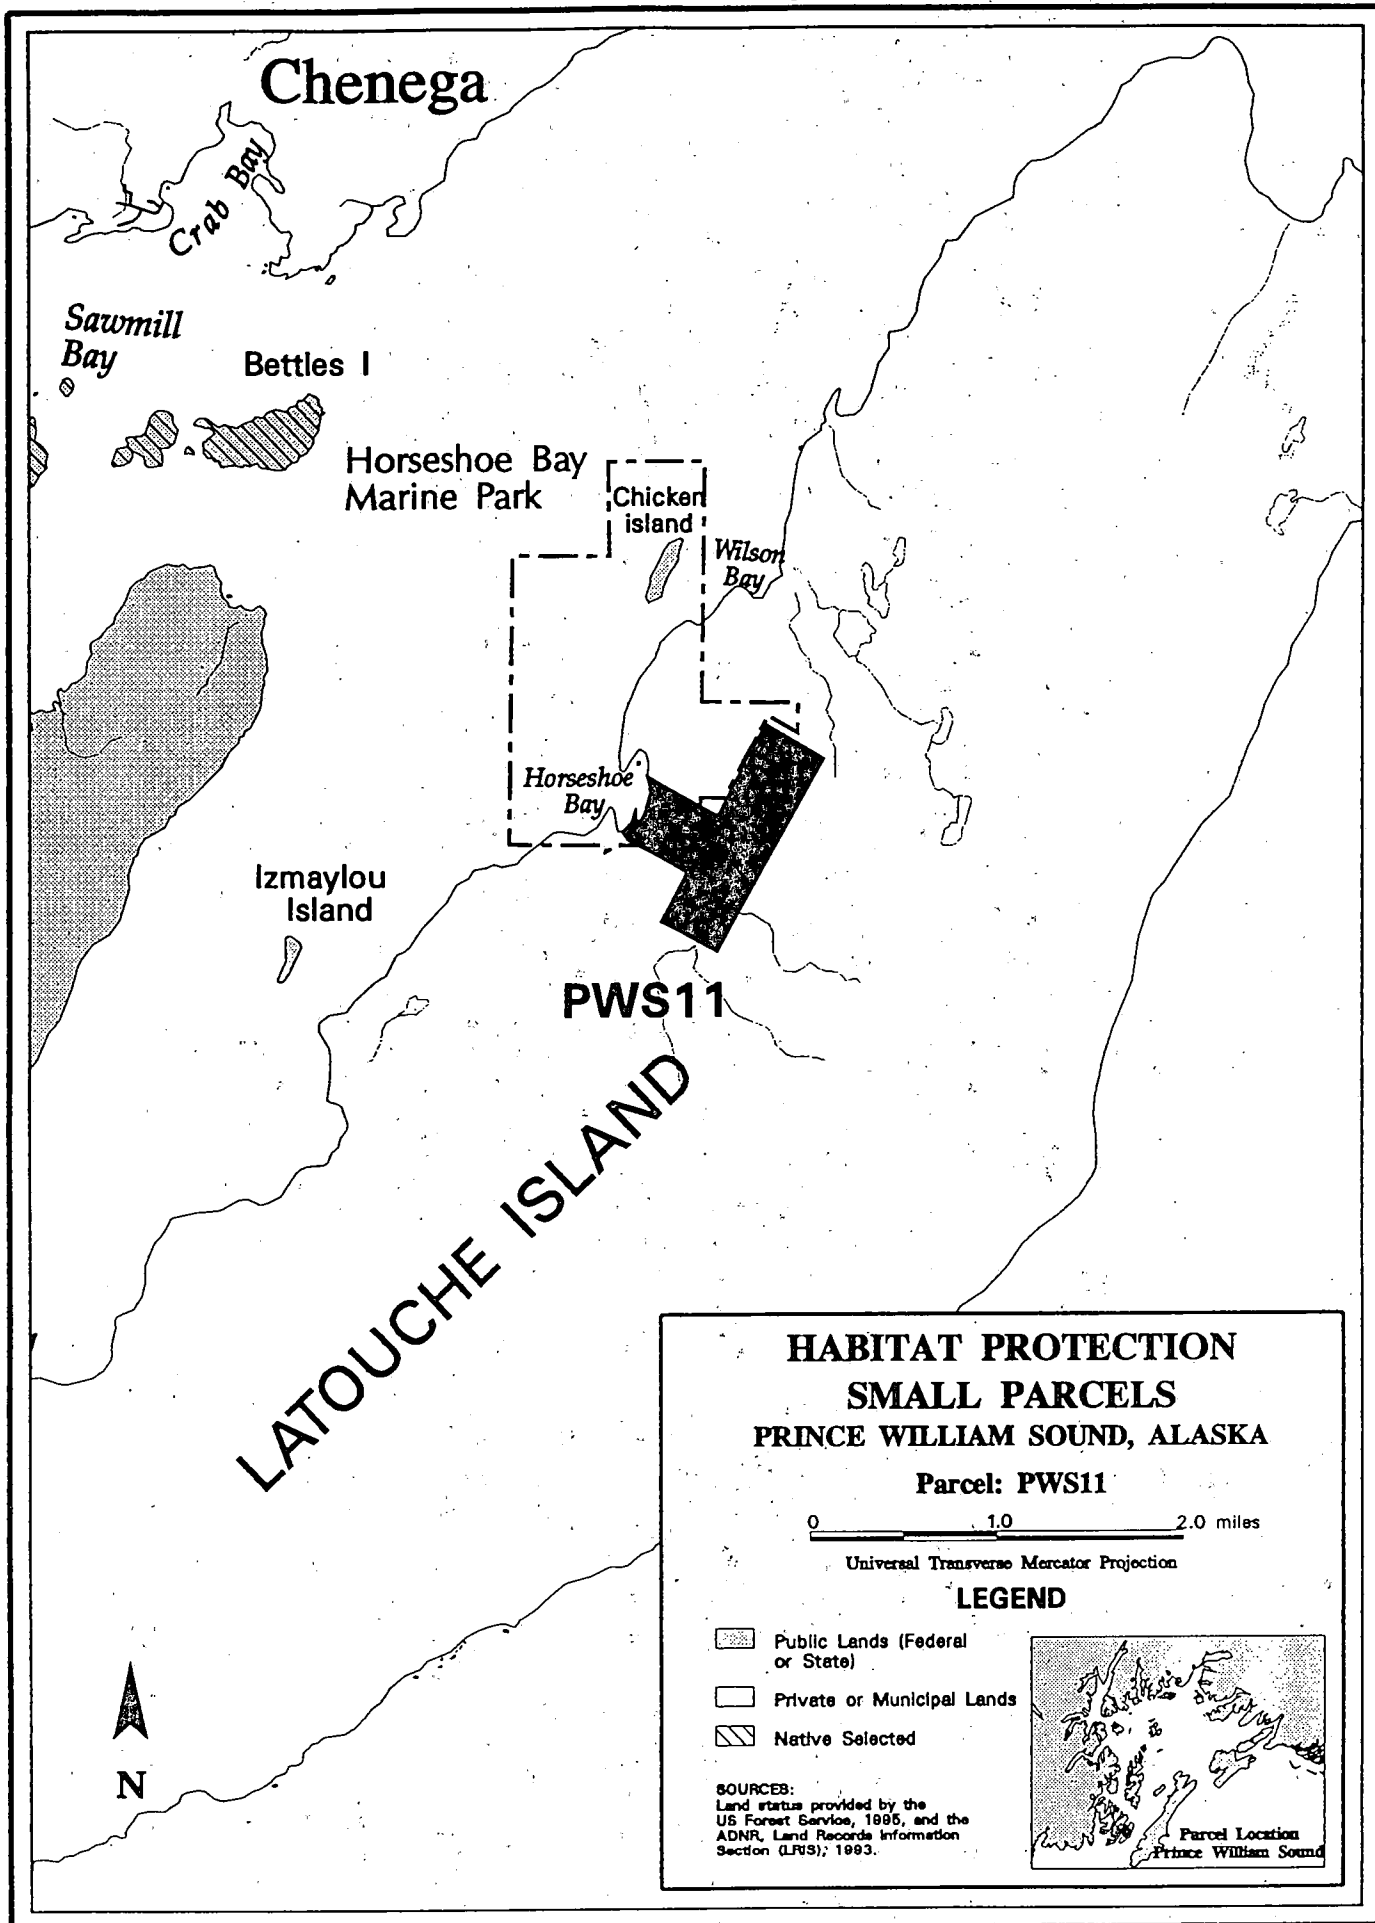 Chenega
Crab Bay
Sawmill
Bay
Bettles I
Horseshoe Bay
Marine Park
Chicken
island
Wilson
Bay
Horseshoe
Bay
Izmaylou
Island
PWS11
LATOUCHE ISLAND
HABITAT PROTECTION
SMALL PARCELS
PRINCE WILLIAM SOUND, ALASKA
Parcel: PWS11
0 1.0 2.0 miles
Universal Transverse Mercator Projection
LEGEND
Public Lands (Federal
or State)
Private or Municipal Lands
Native Selected
SOURCES:
Land status provided by the
US Forest Service, 1995, and the
ADNR, Land Records Information
Section (LRIS), 1993.
Parcel Location
Prince William Sound
N